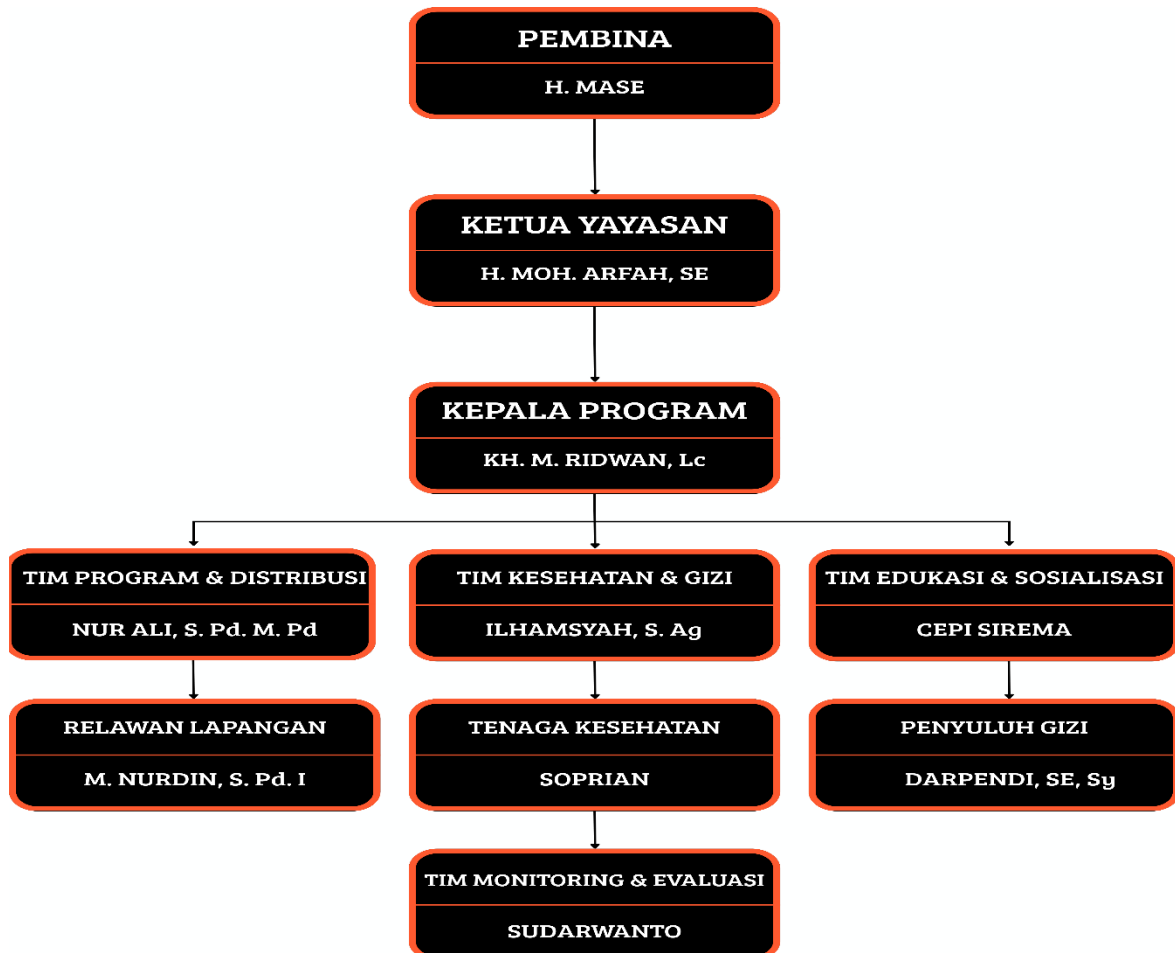 PEMBINA
H. MASE
KETUA YAYASAN
H. MOH. ARFAH, SE
KEPALA PROGRAM
KH. M. RIDWAN, Lc
TIM PROGRAM & DISTRIBUSI
NUR ALI, S. Pd. M. Pd
TIM KESEHATAN & GIZI
ILHAMSYAH, S. Ag
TIM EDUKASI & SOSIALISASI
CEPI SIREMA
RELAWAN LAPANGAN
M. NURDIN, S. Pd. I
TENAGA KESEHATAN
SOPRIAN
PENYULUH GIZI
DARPENDI, SE, Sy
TIM MONITORING & EVALUASI
SUDARWANTO